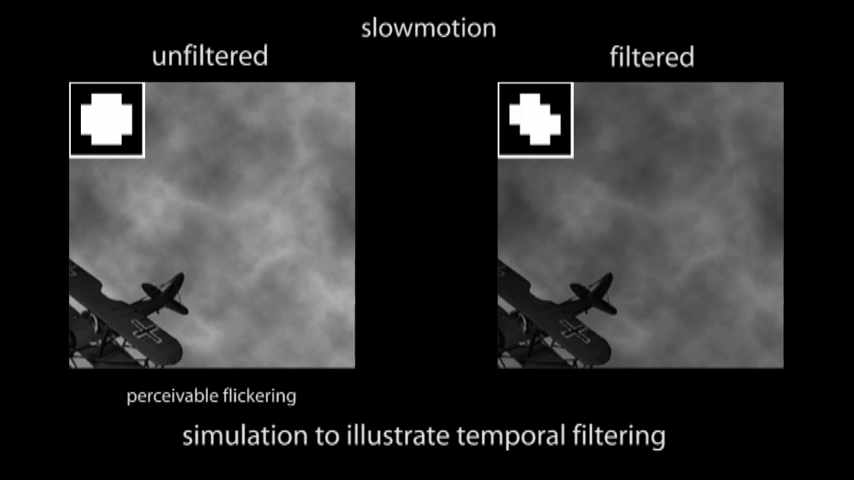 slowmotion
unfiltered
filtered
perceivable flickering
simulation to illustrate temporal filtering